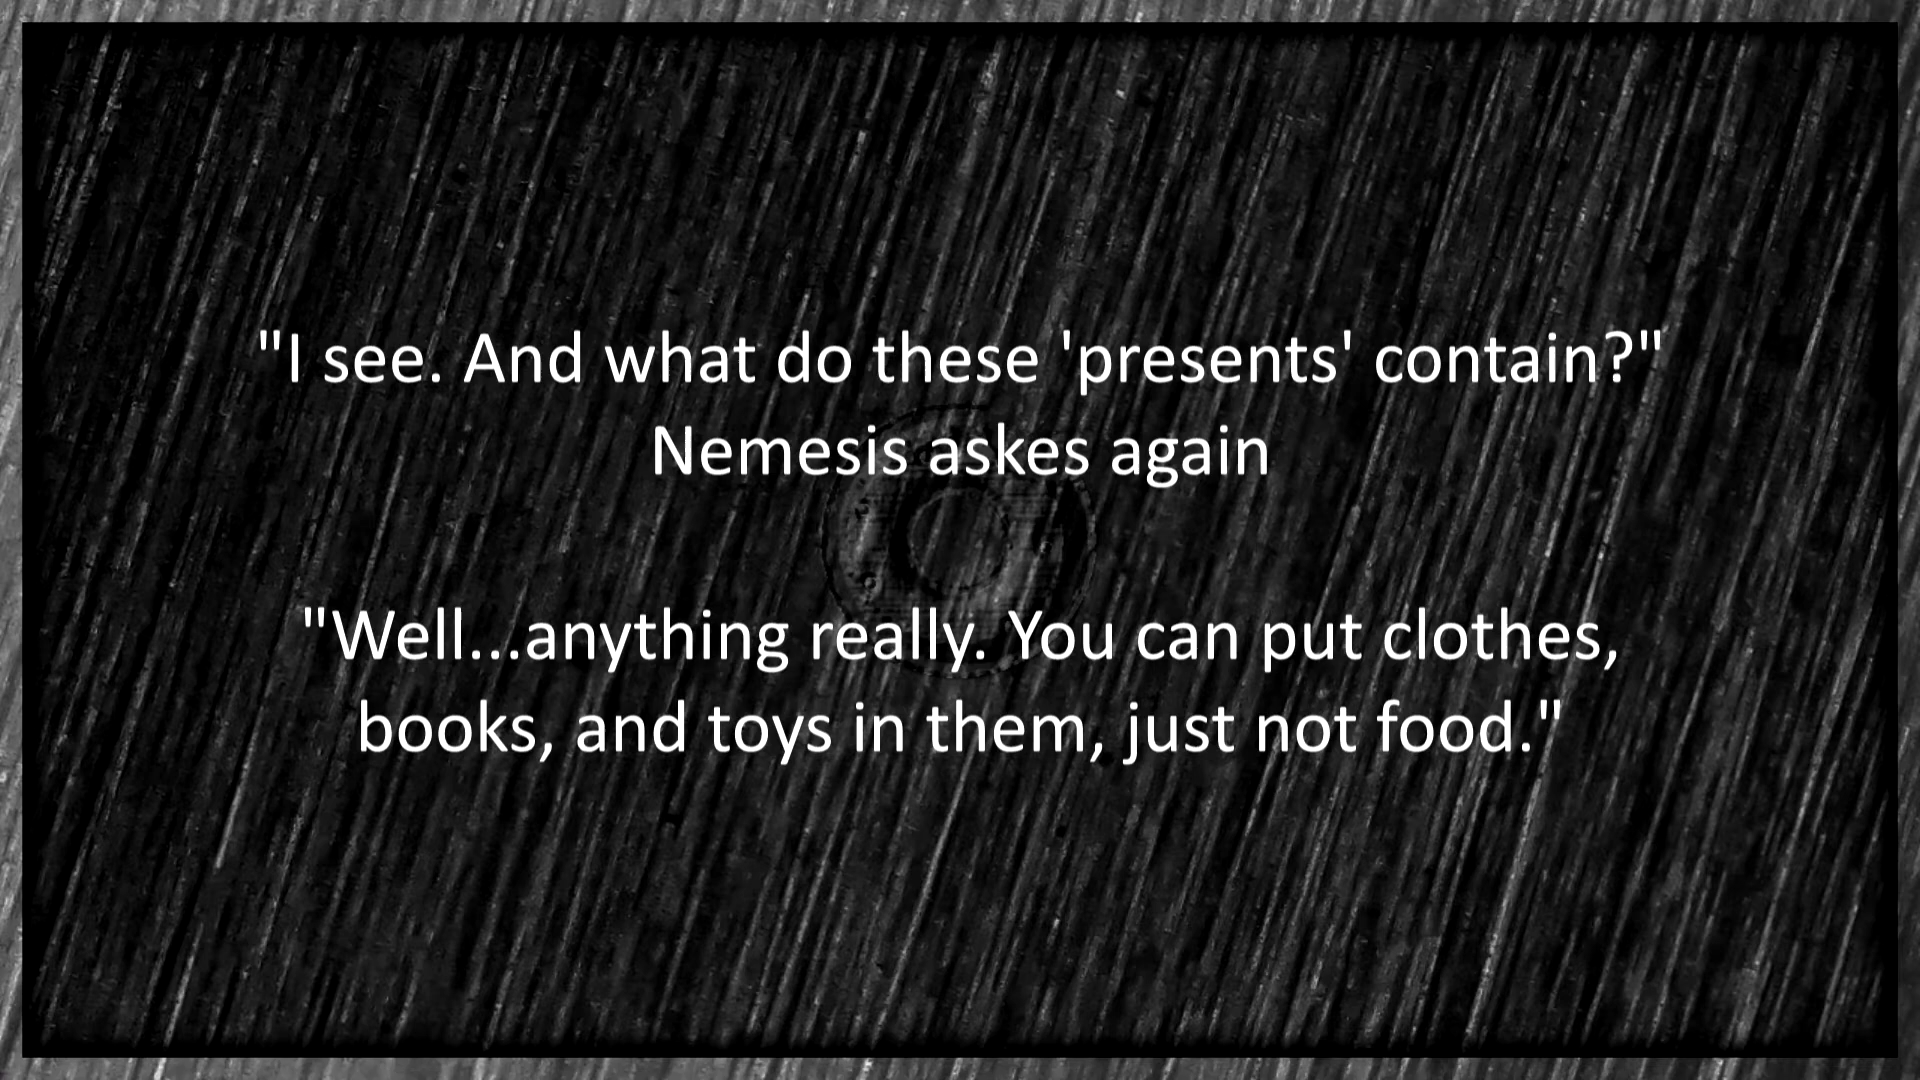 "I see. And what do these 'presents' contain?"
Nemesis askes again
"Well...anything really. You can put clothes,
books, and toys in them, just not food."